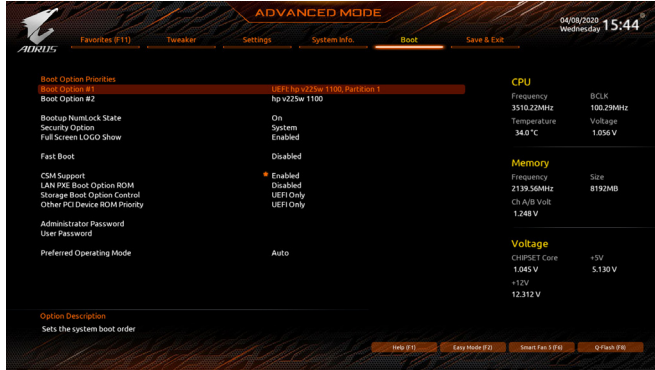 ADVANCED MODE
04/08/2020 Wednesday 15:44
AORUS
Favorites (F11) Tweaker Settings System Info. Boot Save & Exit
Boot Option Priorities
Boot Option #1 UEFI: hp v225w 1100, Partition 1
Boot Option #2 hp v225w 1100
Bootup NumLock State On
Security Option System
Full Screen LOGO Show Enabled
Fast Boot Disabled
CSM Support * Enabled
LAN PXE Boot Option ROM Disabled
Storage Boot Option Control UEFI Only
Other PCI Device ROM Priority UEFI Only
Administrator Password
User Password
Preferred Operating Mode Auto
CPU
Frequency BCLK
3510.22MHz 100.29MHz
Temperature Voltage
34.0 °C 1.056 V
Memory
Frequency Size
2139.56MHz 8192MB
Ch A/B Volt
1.248 V
Voltage
CHIPSET Core +5V
1.045 V 5.130 V
+12V
12.312 V
Option Description
Sets the system boot order
Help (F1) Easy Mode (F2) Smart Fan 5 (F6) Q-Flash (F8)